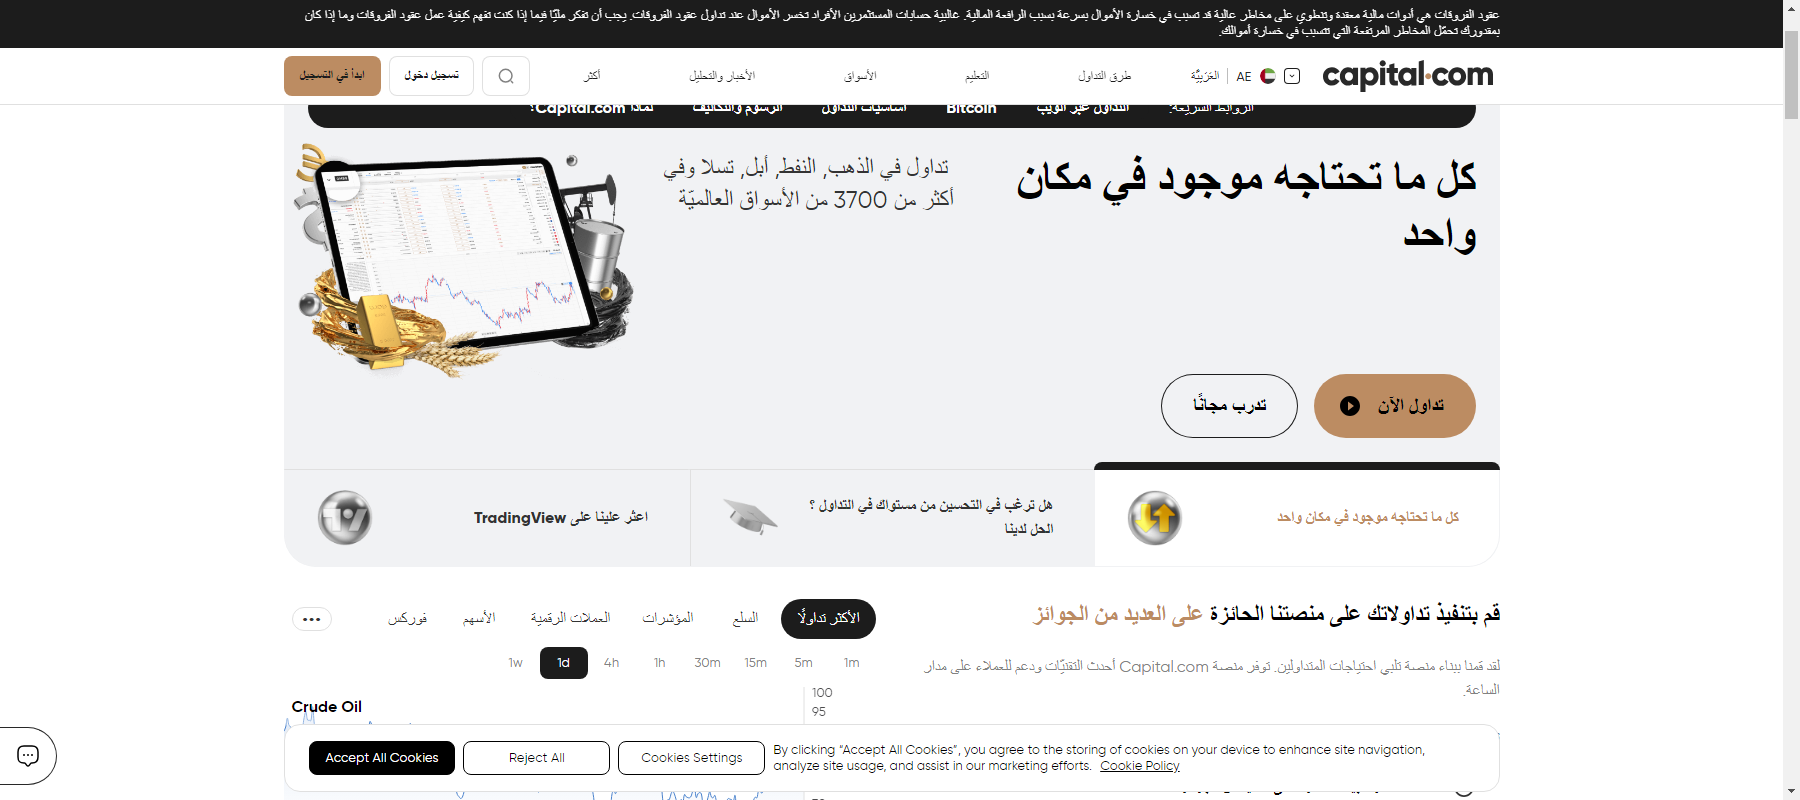 عقود الفروقات هي أدوات مالية معقدة وتنطوي على مخاطر عالية قد تسبب في خسارة الأموال بسرعة بسبب الرافعة المالية. غالبية حسابات المستثمرين الأفراد تخسر الأموال عند تداول عقود الفروقات. يجب أن تفكر مليًا فيما إذا كنت تفهم كيفية عمل عقود الفروقات وما إذا كان
بمقدورك تحمّل المخاطر المرتفعة التي تتسبب في خسارة أموالك.
capital.com
AE
العَرَبِيَّة
طرق التداول
التعليم
الأسواق
الأخبار والتحليل
أكثر
تسجيل دخول
ابدأ في التسجيل
الروابط السريعة:
التداول عبر الويب
Bitcoin
أساسيات التداول
الرسوم والتكاليف
لماذا Capital.com؟
كل ما تحتاجه موجود في مكان
واحد
تداول في الذهب, النفط, أبل, تسلا وفي
أكثر من 3700 من الأسواق العالميّة
تداول الآن
تدرب مجانًا
كل ما تحتاجه موجود في مكان واحد
هل ترغب في التحسين من مستواك في التداول ؟
الحل لدينا
اعثر علينا على TradingView
قم بتنفيذ تداولاتك على منصتنا الحائزة على العديد من الجوائز
لقد قمنا ببناء منصة تلبي احتياجات المتداولين. توفر منصة Capital.com أحدث التقنيّات ودعم للعملاء على مدار
الساعة.
الأكثر تداولًا
السلع
المؤشرات
العملات الرقمية
الأسهم
فوركس
1w
1d
4h
1h
30m
15m
5m
1m
Crude Oil
100
95
Accept All Cookies
Reject All
Cookies Settings
By clicking “Accept All Cookies”, you agree to the storing of cookies on your device to enhance site navigation,
analyze site usage, and assist in our marketing efforts. Cookie Policy